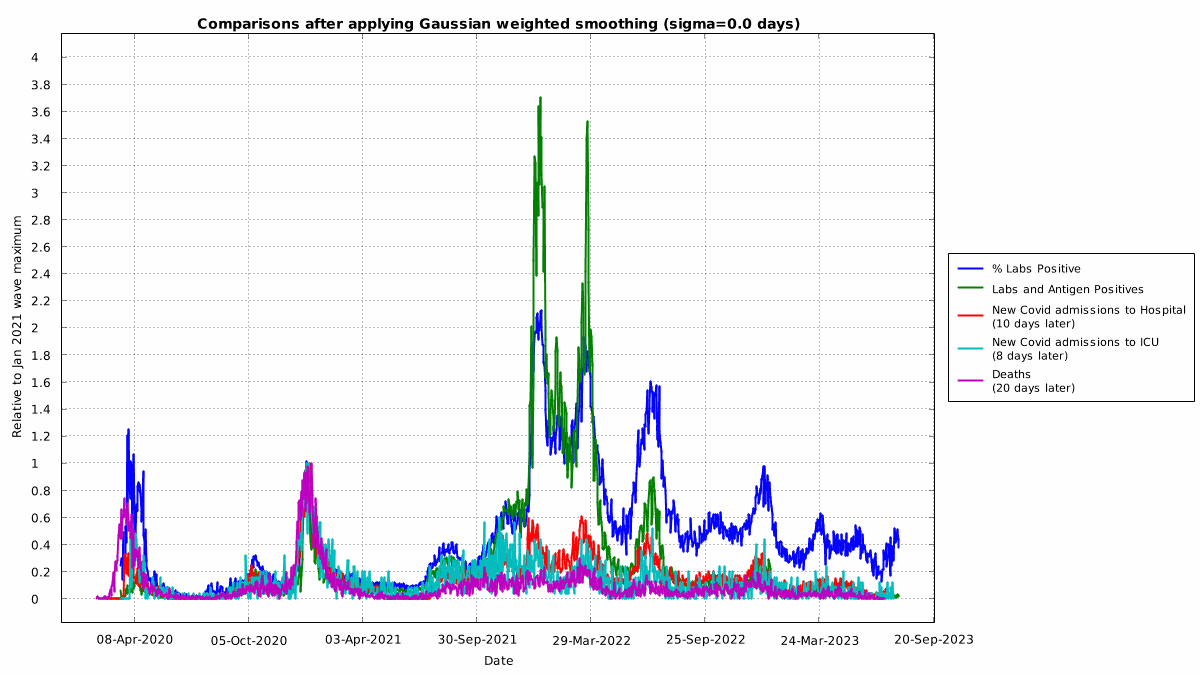 Comparisons after applying Gaussian weighted smoothing (sigma=0.0 days)
Relative to Jan 2021 wave maximum
4
3.8
3.6
3.4
3.2
3
2.8
2.6
2.4
2.2
2
1.8
1.6
1.4
1.2
1
0.8
0.6
0.4
0.2
0
08-Apr-2020
05-Oct-2020
03-Apr-2021
30-Sep-2021
29-Mar-2022
25-Sep-2022
24-Mar-2023
20-Sep-2023
Date
% Labs Positive
Labs and Antigen Positives
New Covid admissions to Hospital
(10 days later)
New Covid admissions to ICU
(8 days later)
Deaths
(20 days later)